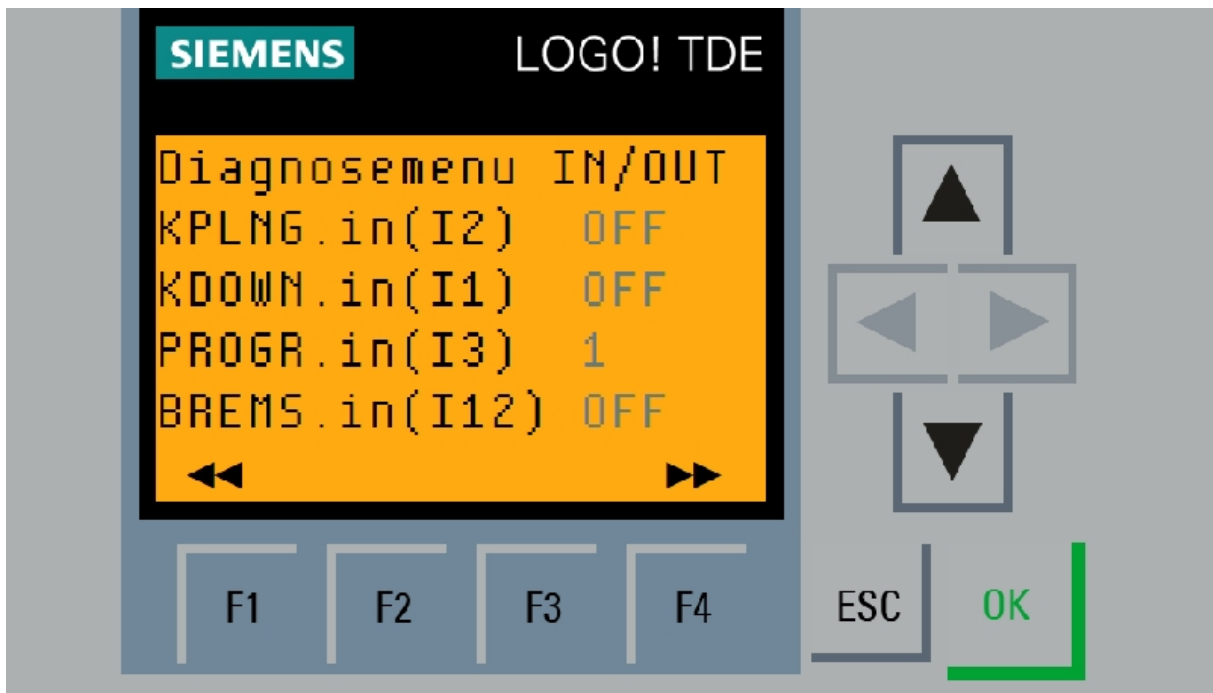 SIEMENS LOGO! TDE
Diagnosemenu IN/OUT
KPLNG.in(I2) OFF
KDOWN.in(I1) OFF
PROGR.in(I3) 1
BREMS.in(I12) OFF
F1 F2 F3 F4 ESC OK